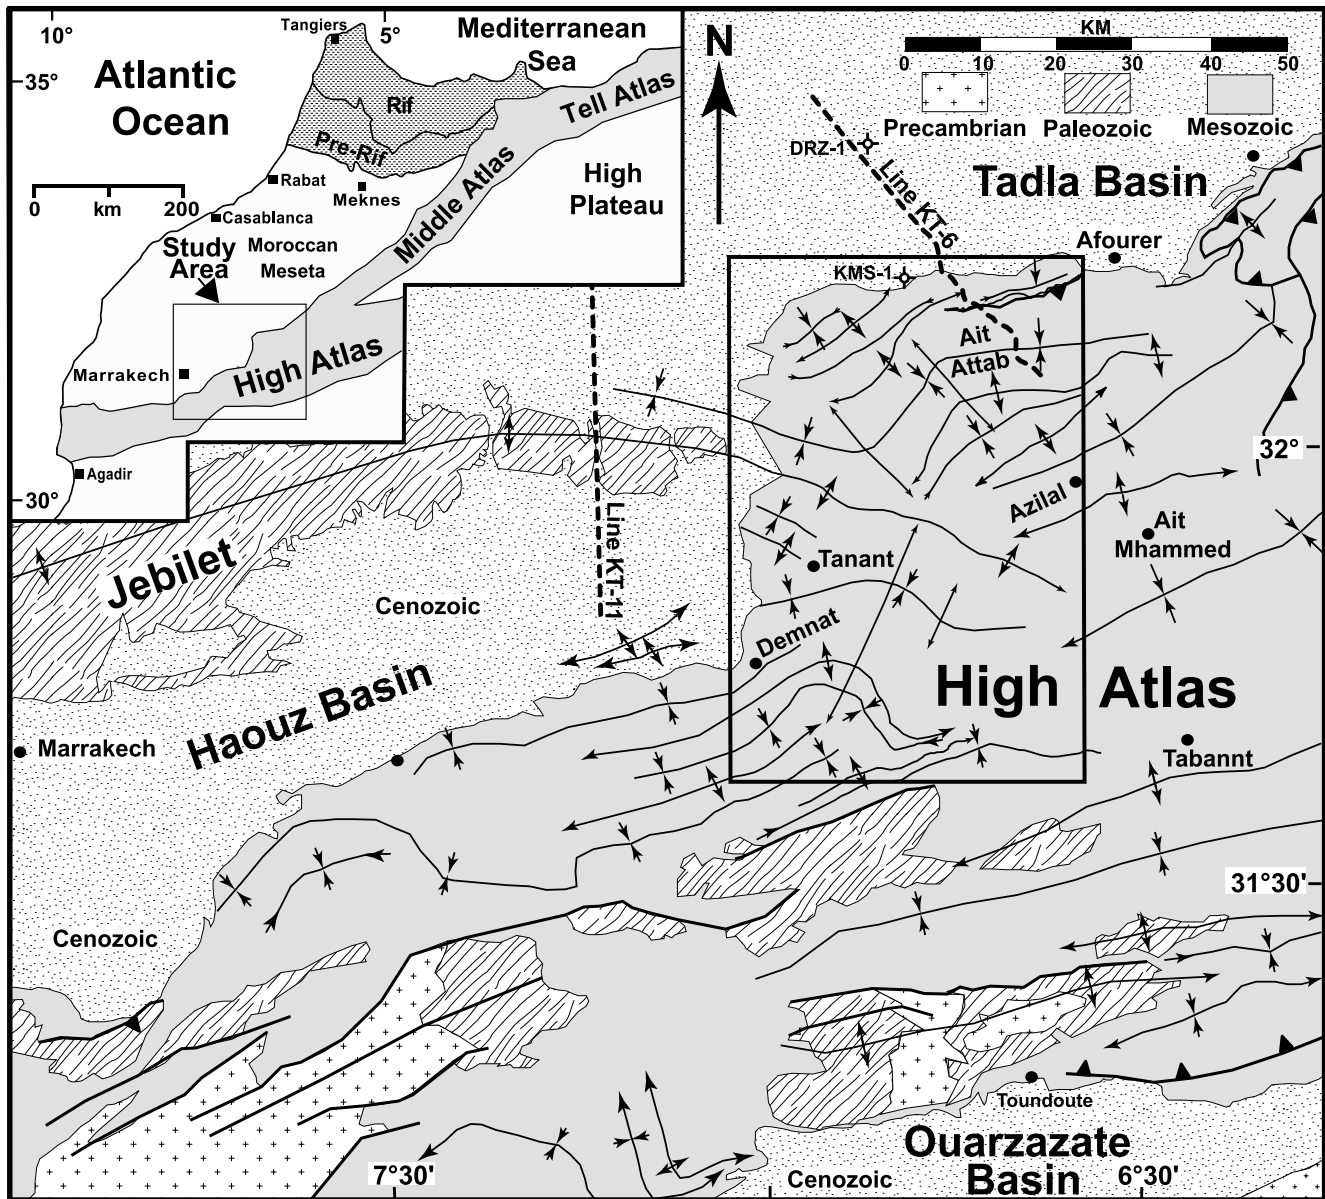 10°
5°
Tangiers
Mediterranean
Sea
35°
Atlantic
Ocean
Rif
Pre-Rif
Tell Atlas
Middle Atlas
High
Plateau
0
km
200
Rabat
Meknes
Casablanca
Study
Area
Moroccan
Meseta
Marrakech
High Atlas
Agadir
30°
N
KM
0
10
20
30
40
50
Precambrian
Paleozoic
Mesozoic
DRZ-1
Line KT-6
Tadla Basin
Afourer
KMS-1
Ait
Attab
32°
Line KT-11
Azilal
Ait
Mhammed
Jebilet
Tanant
Cenozoic
Demnat
Haouz Basin
High Atlas
Marrakech
Tabannt
31°30'
Cenozoic
Toundoute
Ouarzazate
Basin
7°30'
Cenozoic
6°30'